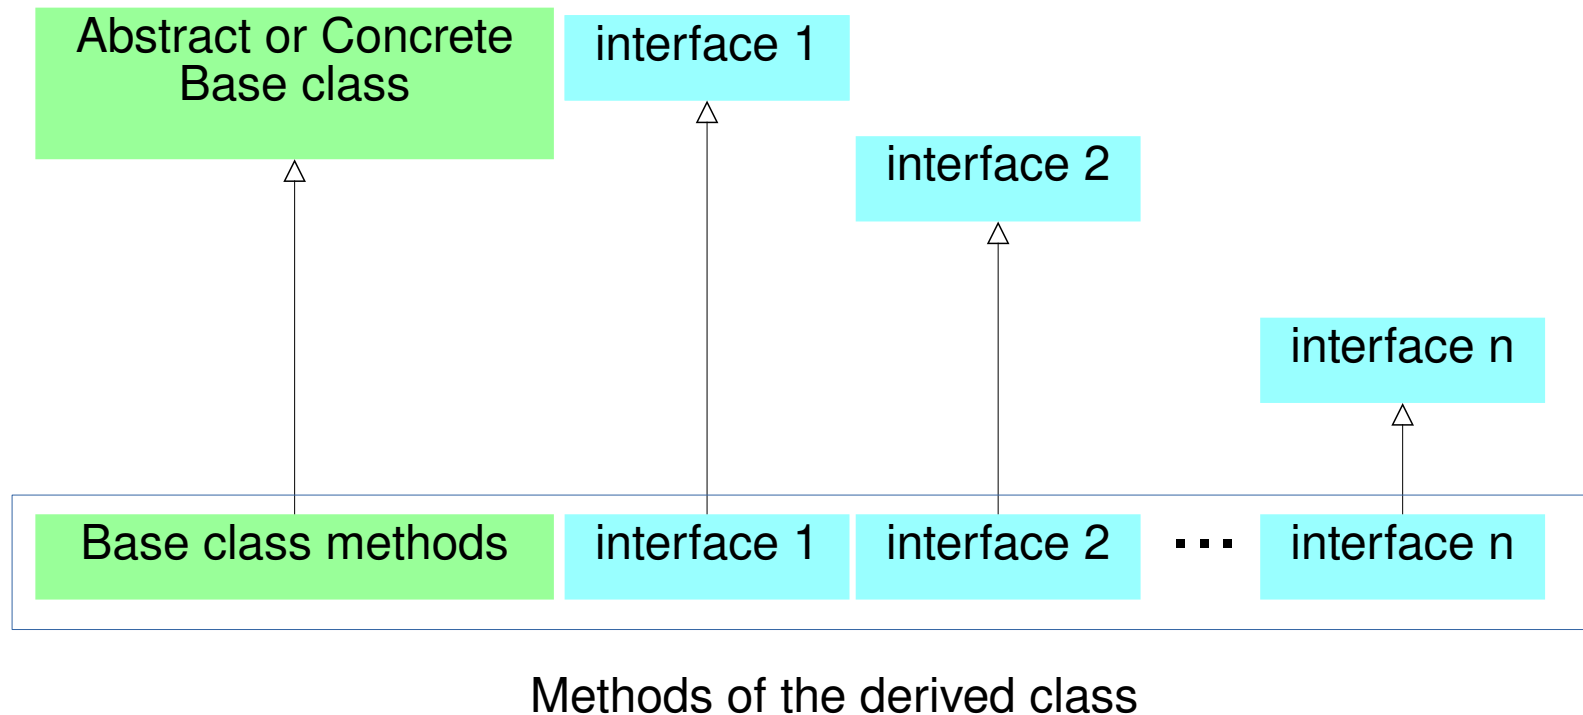 Abstract or Concrete
Base class
interface 1
interface 2
interface n
Base class methods
interface 1
interface 2
...
interface n
Methods of the derived class